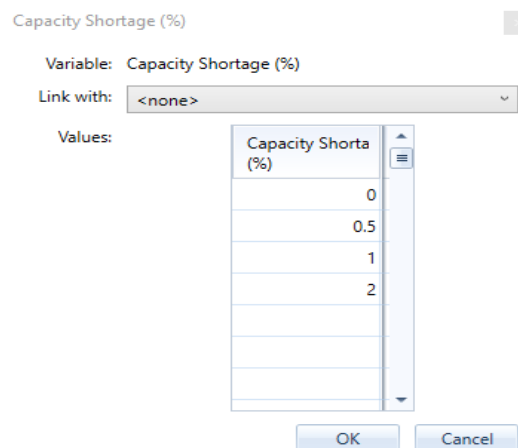 Capacity Shortage (%)
Variable: Capacity Shortage (%)
Link with: <none>
Values:
Capacity Shorta
(%)
0
0.5
1
2
OK Cancel